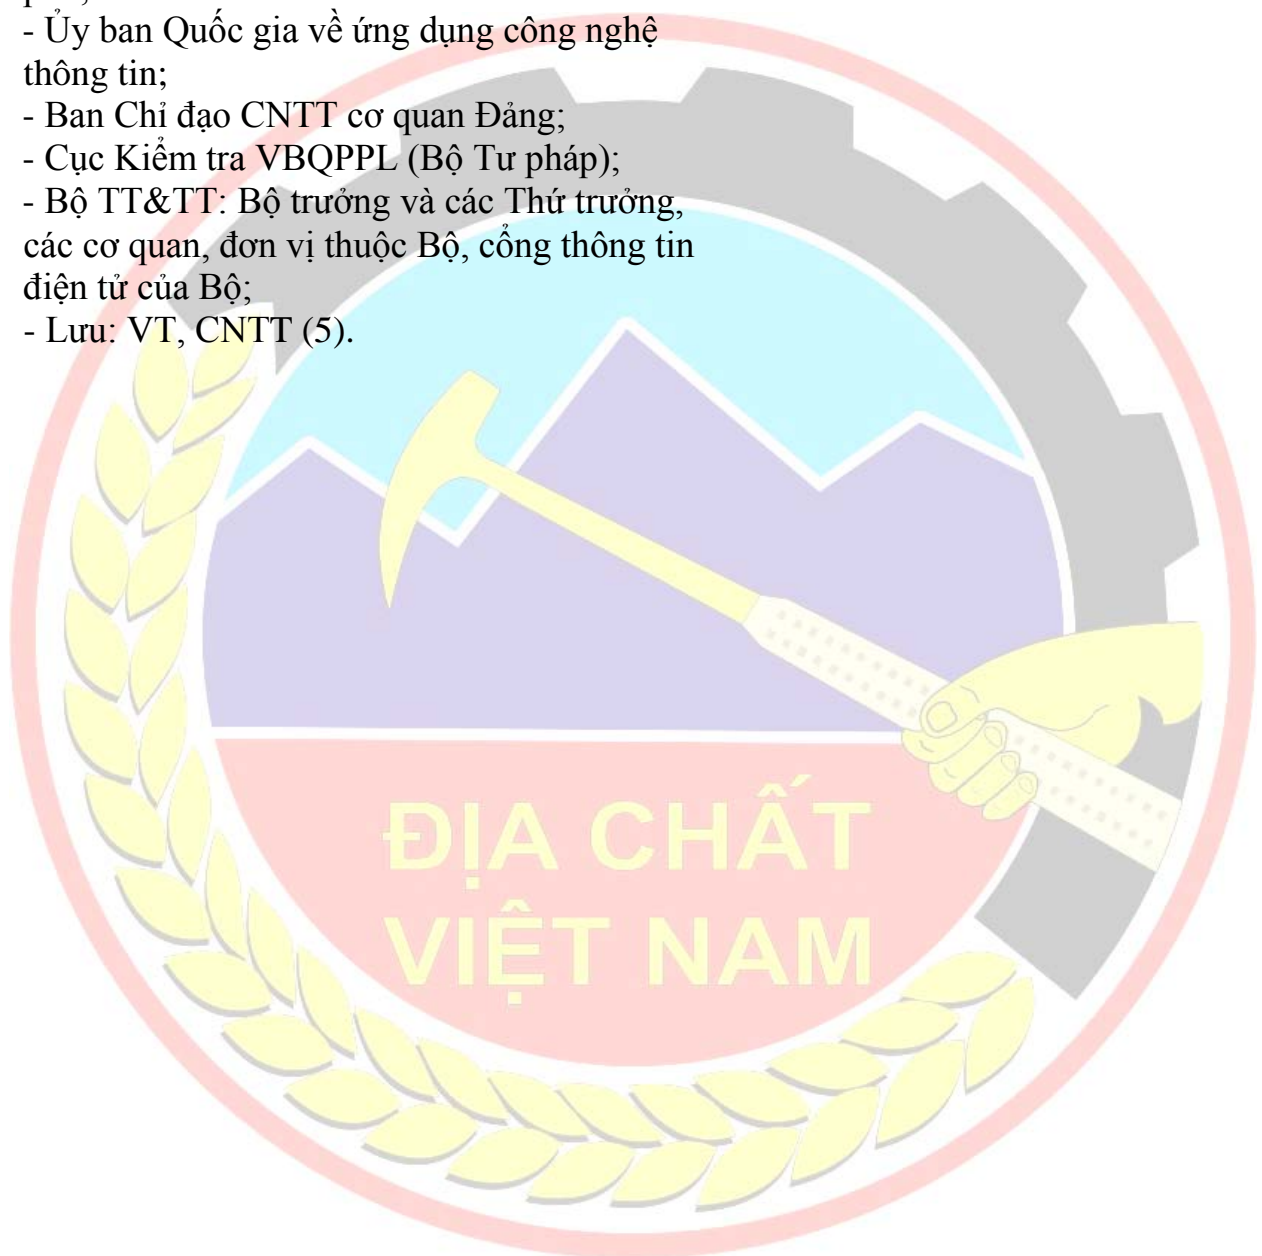 - Ủy ban Quốc gia về ứng dụng công nghệ
thông tin;
- Ban Chỉ đạo CNTT cơ quan Đảng;
- Cục Kiểm tra VBQPPL (Bộ Tư pháp);
- Bộ TT&TT: Bộ trưởng và các Thứ trưởng,
các cơ quan, đơn vị thuộc Bộ, cổng thông tin
điện tử của Bộ;
- Lưu: VT, CNTT (5).
ĐỊA CHẤT
VIỆT NAM